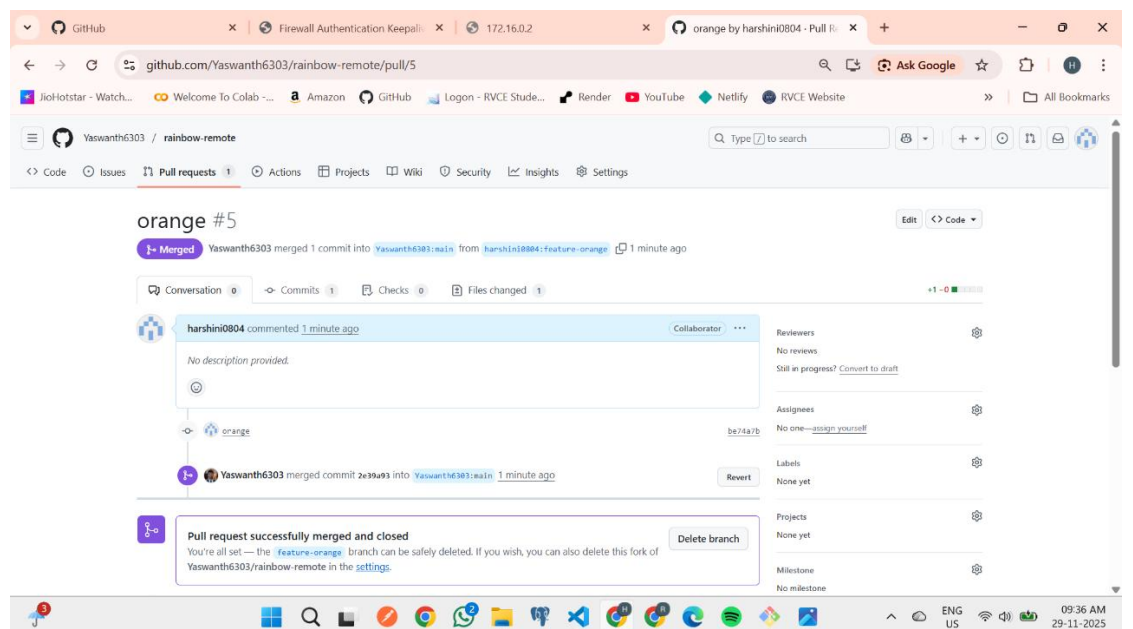 GitHub
Firewall Authentication Keepali
172.16.0.2
orange by harshini0804 · Pull R
github.com/Yaswanth6303/rainbow-remote/pull/5
Ask Google
H
JioHotstar - Watch...
Welcome To Colab -...
Amazon
GitHub
Logon - RVCE Stude...
Render
YouTube
Netlify
RVCE Website
»
All Bookmarks
Yaswanth6303 / rainbow-remote
Type / to search
Code
Issues
Pull requests 1
Actions
Projects
Wiki
Security
Insights
Settings
orange #5
Edit
Code
Merged
Yaswanth6303 merged 1 commit into Yaswanth6303:main from harshini0804:feature-orange 1 minute ago
Conversation 0
Commits 1
Checks 0
Files changed 1
+1 -0
harshini0804 commented 1 minute ago
Collaborator
No description provided.
orange
be74a7b
Yaswanth6303 merged commit 2e39a93 into Yaswanth6303:main 1 minute ago
Revert
Pull request successfully merged and closed
You're all set — the feature-orange branch can be safely deleted. If you wish, you can also delete this fork of
Yaswanth6303/rainbow-remote in the settings.
Delete branch
Reviewers
No reviews
Still in progress? Convert to draft
Assignees
No one—assign yourself
Labels
None yet
Projects
None yet
Milestone
No milestone
3
2
H
R
ENG
US
09:36 AM
29-11-2025